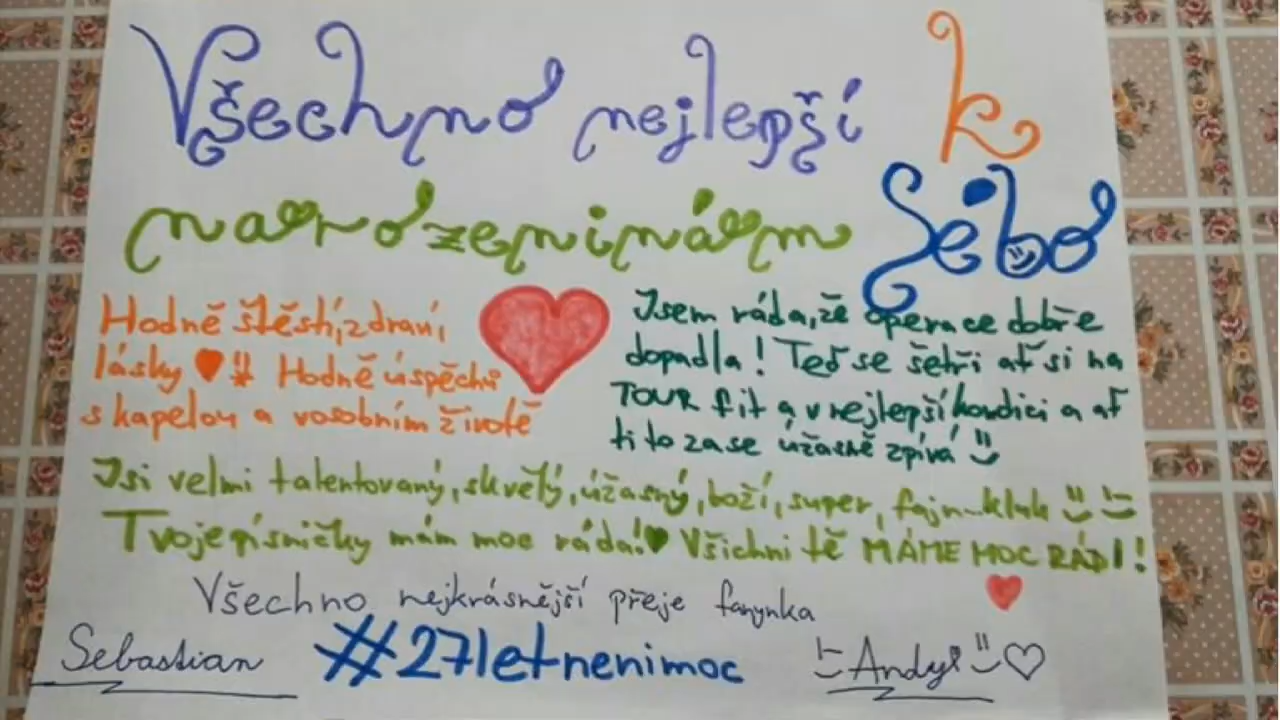 Všechno nejlepší k
narozeninám Sébo
Hodně štěstí, zdraví,
lásky ♥!! Hodně úspěchů
s kapelou a vosobním životě
Jsem ráda, že operace dobře
dopadla! Teď se šetři ať si na
TOUR fit a v nejlepší kondici a ať
ti to zase úžasně zpívá :)
Jsi velmi talentovaný, skvělý, úžasný, boží, super, fajn-kluk :) :)
Tvoje písničky mám moc ráda!♥ Všichni tě MÁME MOC RÁDI!
Všechno nejkrásnější přeje fanynka
Sebastian #27letnenimoc :) Andy! :) ♡